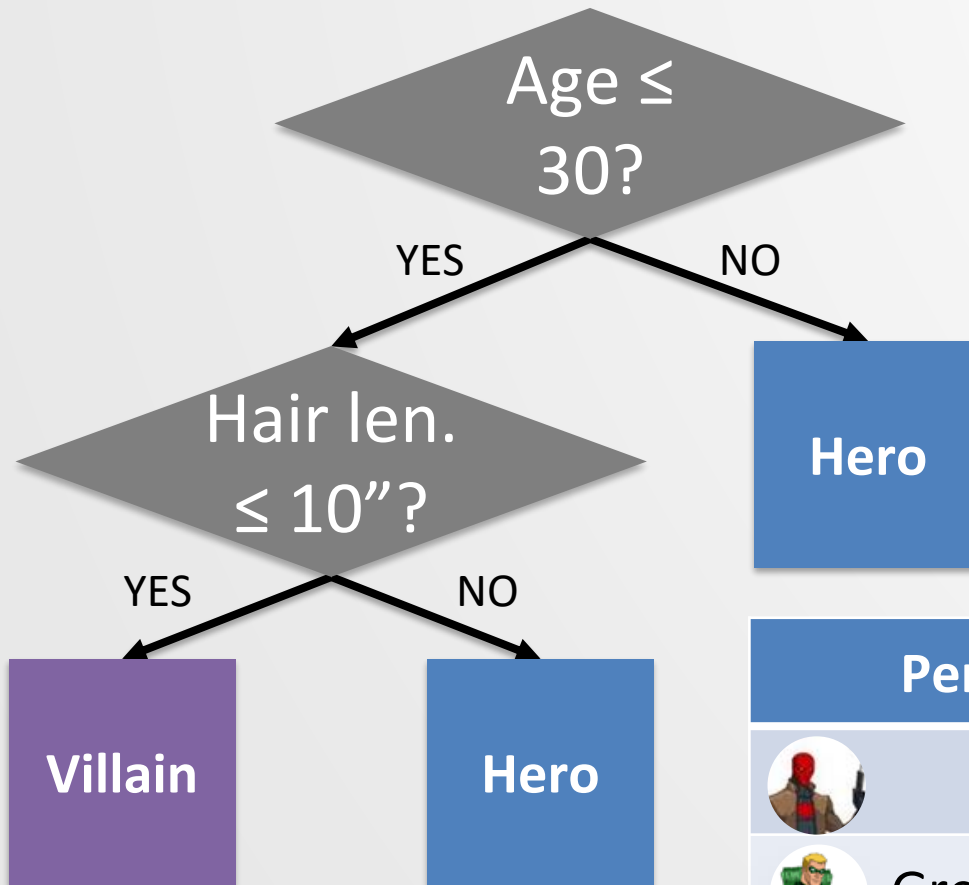 Age ≤
30?
YES
NO
Hair len.
≤ 10”?
Hero
YES
NO
Villain
Hero